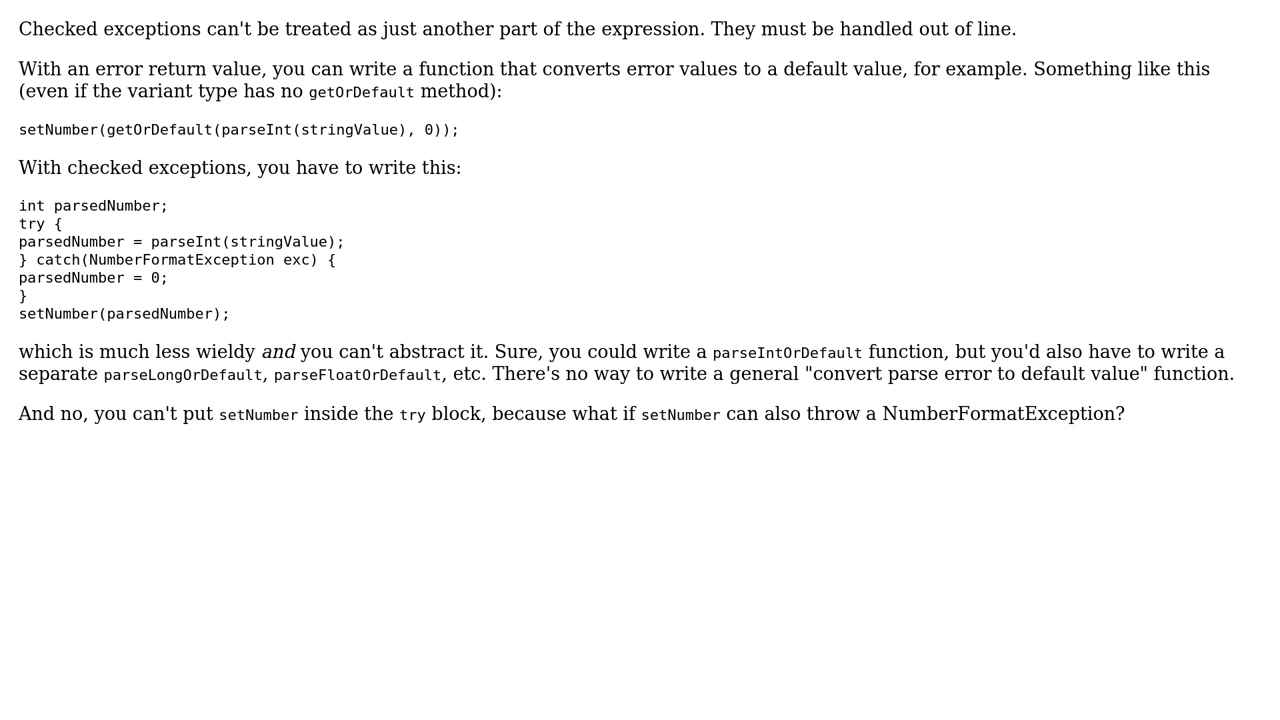 Checked exceptions can't be treated as just another part of the expression. They must be handled out of line.
With an error return value, you can write a function that converts error values to a default value, for example. Something like this
(even if the variant type has no getOrDefault method):
setNumber(getOrDefault(parseInt(stringValue), 0));
With checked exceptions, you have to write this:
int parsedNumber;
try {
parsedNumber = parseInt(stringValue);
} catch(NumberFormatException exc) {
parsedNumber = 0;
}
setNumber(parsedNumber);
which is much less wieldy and you can't abstract it. Sure, you could write a parseIntOrDefault function, but you'd also have to write a
separate parseLongOrDefault, parseFloatOrDefault, etc. There's no way to write a general "convert parse error to default value" function.
And no, you can't put setNumber inside the try block, because what if setNumber can also throw a NumberFormatException?